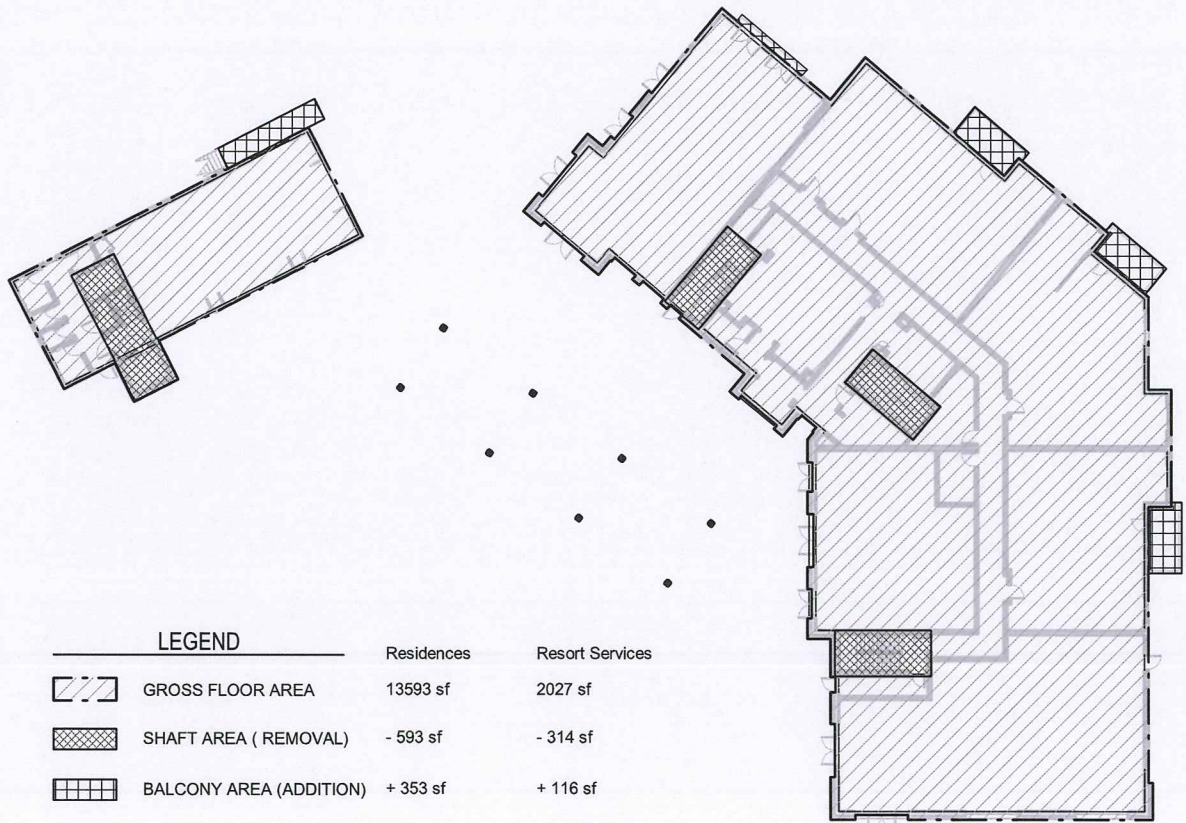 LEGEND Residences Resort Services
GROSS FLOOR AREA 13593 sf 2027 sf
SHAFT AREA ( REMOVAL) - 593 sf - 314 sf
BALCONY AREA (ADDITION) + 353 sf + 116 sf